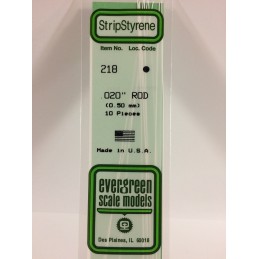 StripStyrene
Item No. Loc. Code
218
.020" ROD
(0.50 mm)
10 Pieces
Made in U.S.A.
evergreen
scale models
Des Plaines, IL 60018